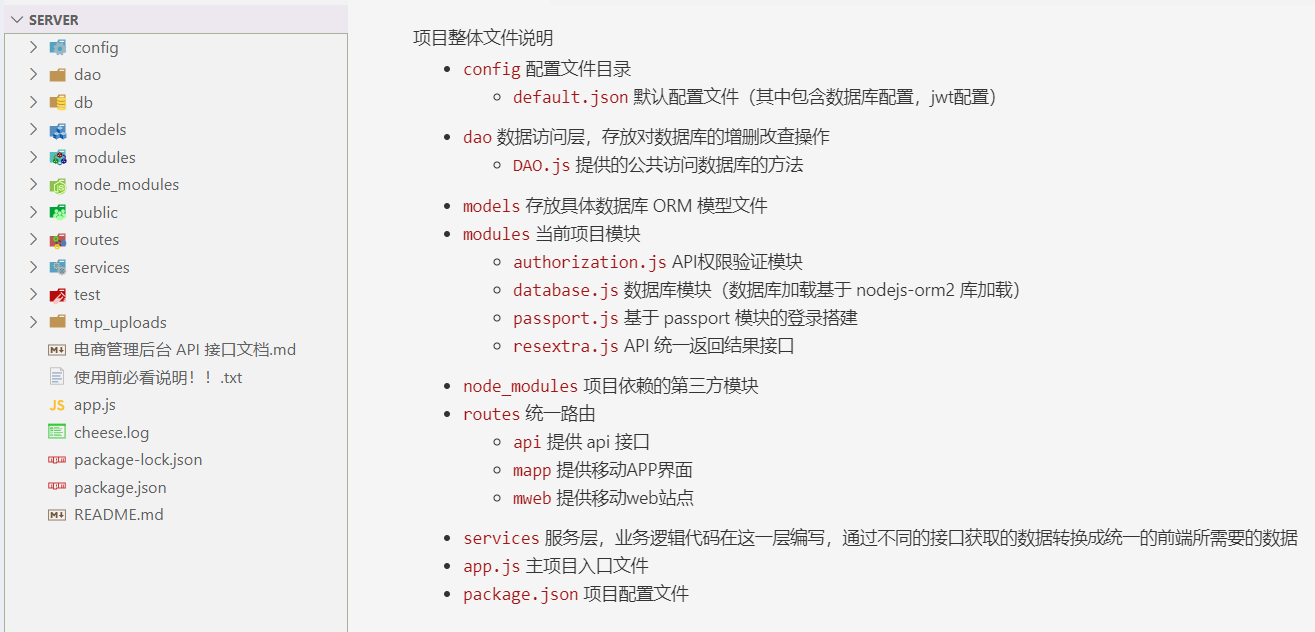 SERVER
config
dao
db
models
modules
node_modules
public
routes
services
test
tmp_uploads
电商管理后台 API 接口文档.md
使用前必看说明！！.txt
JS app.js
cheese.log
package-lock.json
package.json
README.md
项目整体文件说明
config 配置文件目录
default.json 默认配置文件（其中包含数据库配置，jwt配置）
dao 数据访问层，存放对数据库的增删改查操作
DAO.js 提供的公共访问数据库的方法
models 存放具体数据库 ORM 模型文件
modules 当前项目模块
authorization.js API权限验证模块
database.js 数据库模块（数据库加载基于 nodejs-orm2 库加载）
passport.js 基于 passport 模块的登录搭建
resextra.js API 统一返回结果接口
node_modules 项目依赖的第三方模块
routes 统一路由
api 提供 api 接口
mapp 提供移动APP界面
mweb 提供移动web站点
services 服务层，业务逻辑代码在这一层编写，通过不同的接口获取的数据转换成统一的前端所需要的数据
app.js 主项目入口文件
package.json 项目配置文件